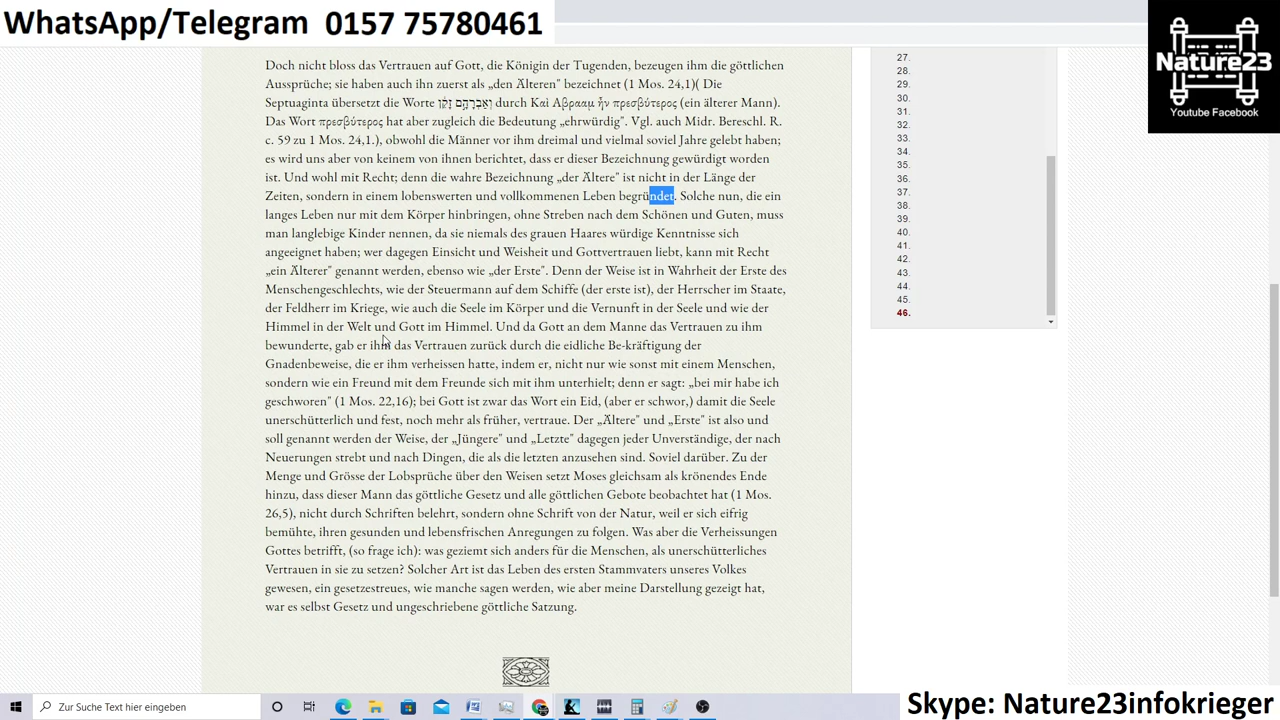 WhatsApp/Telegram 0157 75780461
Nature23
Youtube Facebook
Doch nicht bloss das Vertrauen auf Gott, die Königin der Tugenden, bezeugen ihm die göttlichen
Aussprüche; sie haben auch ihn zuerst als „den Älteren" bezeichnet (1 Mos. 24,1)( Die
Septuaginta übersetzt die Worte וְאַבְרָהָ֣ם זָקֵ֔ן durch Καὶ Αβρααμ ἦν πρεσβύτερος (ein älterer Mann).
Das Wort πρεσβύτερος hat aber zugleich die Bedeutung „ehrwürdig". Vgl. auch Midr. Bereschl. R.
c. 59 zu 1 Mos. 24,1.), obwohl die Männer vor ihm dreimal und vielmal soviel Jahre gelebt haben;
es wird uns aber von keinem von ihnen berichtet, dass er dieser Bezeichnung gewürdigt worden
ist. Und wohl mit Recht; denn die wahre Bezeichnung „der Ältere" ist nicht in der Länge der
Zeiten, sondern in einem lobenswerten und vollkommenen Leben begründet. Solche nun, die ein
langes Leben nur mit dem Körper hinbringen, ohne Streben nach dem Schönen und Guten, muss
man langlebige Kinder nennen, da sie niemals des grauen Haares würdige Kenntnisse sich
angeeignet haben; wer dagegen Einsicht und Weisheit und Gottvertrauen liebt, kann mit Recht
„ein Älterer" genannt werden, ebenso wie „der Erste". Denn der Weise ist in Wahrheit der Erste des
Menschengeschlechts, wie der Steuermann auf dem Schiffe (der erste ist), der Herrscher im Staate,
der Feldherr im Kriege, wie auch die Seele im Körper und die Vernunft in der Seele und wie der
Himmel in der Welt und Gott im Himmel. Und da Gott an dem Manne das Vertrauen zu ihm
bewunderte, gab er ihm das Vertrauen zurück durch die eidliche Be-kräftigung der
Gnadenbeweise, die er ihm verheissen hatte, indem er, nicht nur wie sonst mit einem Menschen,
sondern wie ein Freund mit dem Freunde sich mit ihm unterhielt; denn er sagt: „bei mir habe ich
geschworen" (1 Mos. 22,16); bei Gott ist zwar das Wort ein Eid, (aber er schwor,) damit die Seele
unerschütterlich und fest, noch mehr als früher, vertraue. Der „Ältere" und „Erste" ist also und
soll genannt werden der Weise, der „Jüngere" und „Letzte" dagegen jeder Unverständige, der nach
Neuerungen strebt und nach Dingen, die als die letzten anzusehen sind. Soviel darüber. Zu der
Menge und Grösse der Lobsprüche über den Weisen setzt Moses gleichsam als krönendes Ende
hinzu, dass dieser Mann das göttliche Gesetz und alle göttlichen Gebote beobachtet hat (1 Mos.
26,5), nicht durch Schriften belehrt, sondern ohne Schrift von der Natur, weil er sich eifrig
bemühte, ihren gesunden und lebensfrischen Anregungen zu folgen. Was aber die Verheissungen
Gottes betrifft, (so frage ich): was geziemt sich anders für die Menschen, als unerschütterliches
Vertrauen in sie zu setzen? Solcher Art ist das Leben des ersten Stammvaters unseres Volkes
gewesen, ein gesetzestreues, wie manche sagen werden, wie aber meine Darstellung gezeigt hat,
war es selbst Gesetz und ungeschriebene göttliche Satzung.
27.
28.
29.
30.
31.
32.
33.
34.
35.
36.
37.
38.
39.
40.
41.
42.
43.
44.
45.
46.
Zur Suche Text hier eingeben
Skype: Nature23infokrieger